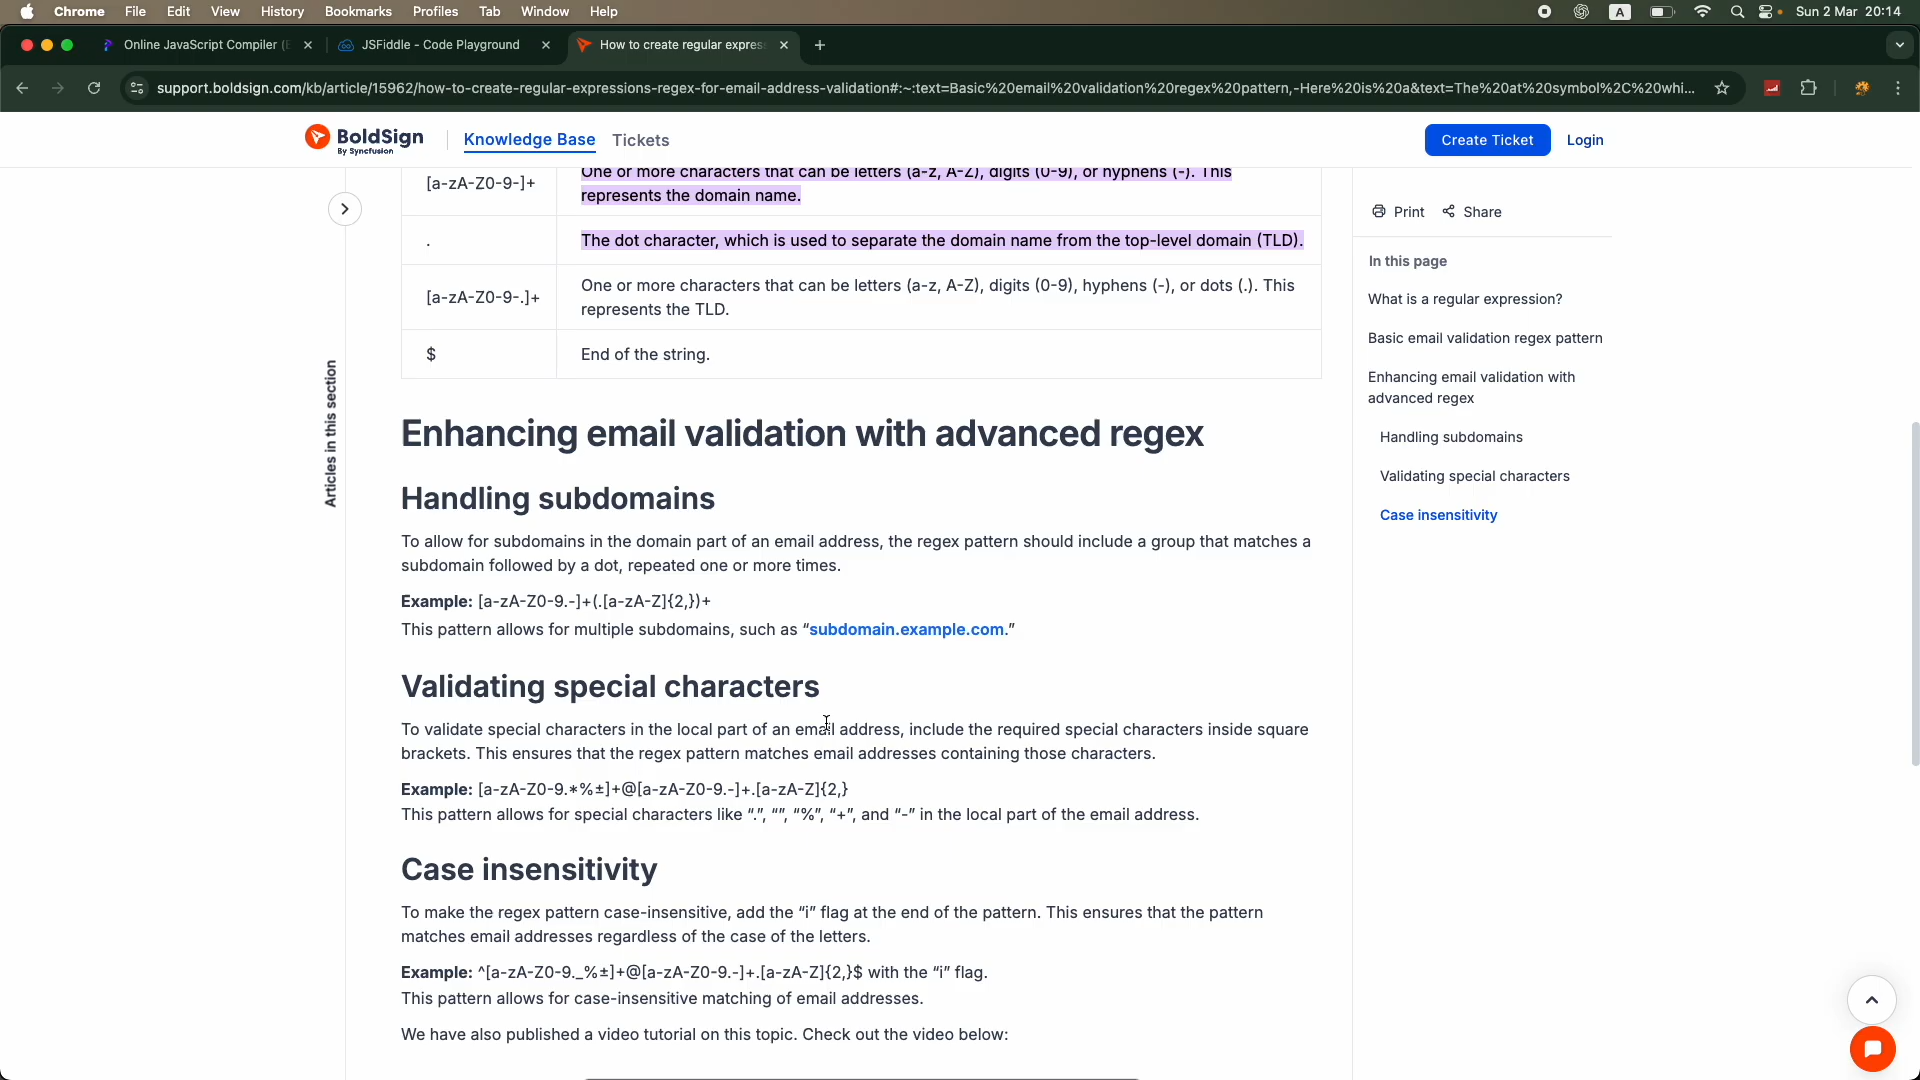 Chrome File Edit View History Bookmarks Profiles Tab Window Help
A
Sun 2 Mar 20:14
Online JavaScript Compiler (
JSFiddle - Code Playground
How to create regular express
support.boldsign.com/kb/article/15962/how-to-create-regular-expressions-regex-for-email-address-validation#:~:text=Basic%20email%20validation%20regex%20pattern,-Here%20is%20a&text=The%20at%20symbol%2C%20whi...
BoldSign
By Syncfusion
Knowledge Base
Tickets
Create Ticket
Login
[a-zA-Z0-9-]+
One or more characters that can be letters (a-z, A-Z), digits (0-9), or hyphens (-). This
represents the domain name.
.
The dot character, which is used to separate the domain name from the top-level domain (TLD).
[a-zA-Z0-9-.]+
One or more characters that can be letters (a-z, A-Z), digits (0-9), hyphens (-), or dots (.). This
represents the TLD.
$
End of the string.
Articles in this section
Enhancing email validation with advanced regex
Handling subdomains
To allow for subdomains in the domain part of an email address, the regex pattern should include a group that matches a
subdomain followed by a dot, repeated one or more times.
Example: [a-zA-Z0-9.-]+(.[a-zA-Z]{2,})+
This pattern allows for multiple subdomains, such as “subdomain.example.com.”
Validating special characters
To validate special characters in the local part of an email address, include the required special characters inside square
brackets. This ensures that the regex pattern matches email addresses containing those characters.
Example: [a-zA-Z0-9.*%±]+@[a-zA-Z0-9.-]+.[a-zA-Z]{2,}
This pattern allows for special characters like “.”, “”, “%”, “+”, and “-” in the local part of the email address.
Case insensitivity
To make the regex pattern case-insensitive, add the “i” flag at the end of the pattern. This ensures that the pattern
matches email addresses regardless of the case of the letters.
Example: ^[a-zA-Z0-9._%±]+@[a-zA-Z0-9.-]+.[a-zA-Z]{2,}$ with the “i” flag.
This pattern allows for case-insensitive matching of email addresses.
We have also published a video tutorial on this topic. Check out the video below:
Print
Share
In this page
What is a regular expression?
Basic email validation regex pattern
Enhancing email validation with
advanced regex
Handling subdomains
Validating special characters
Case insensitivity